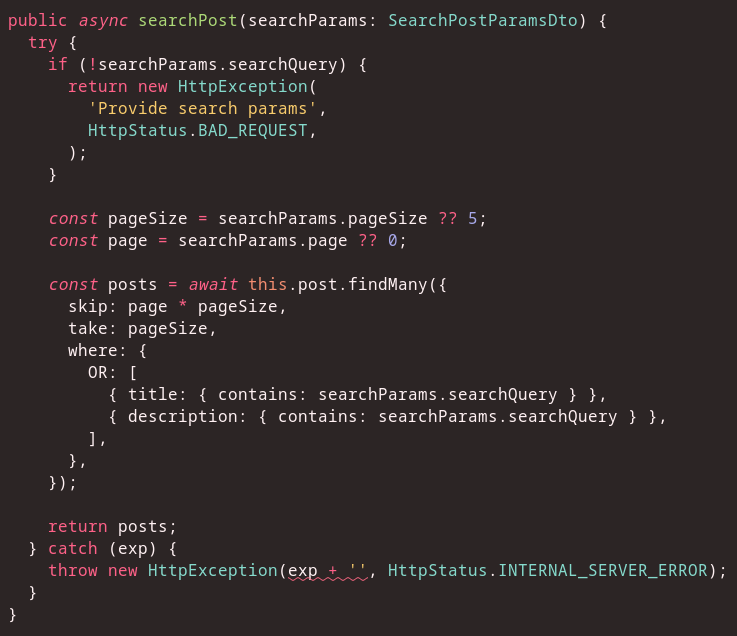 public async searchPost(searchParams: SearchPostParamsDto) {
try {
if (!searchParams.searchQuery) {
return new HttpException(
'Provide search params',
HttpStatus.BAD_REQUEST,
);
}
const pageSize = searchParams.pageSize ?? 5;
const page = searchParams.page ?? 0;
const posts = await this.post.findMany({
skip: page * pageSize,
take: pageSize,
where: {
OR: [
{ title: { contains: searchParams.searchQuery } },
{ description: { contains: searchParams.searchQuery } },
],
},
});
return posts;
} catch (exp) {
throw new HttpException(exp + '', HttpStatus.INTERNAL_SERVER_ERROR);
}
}